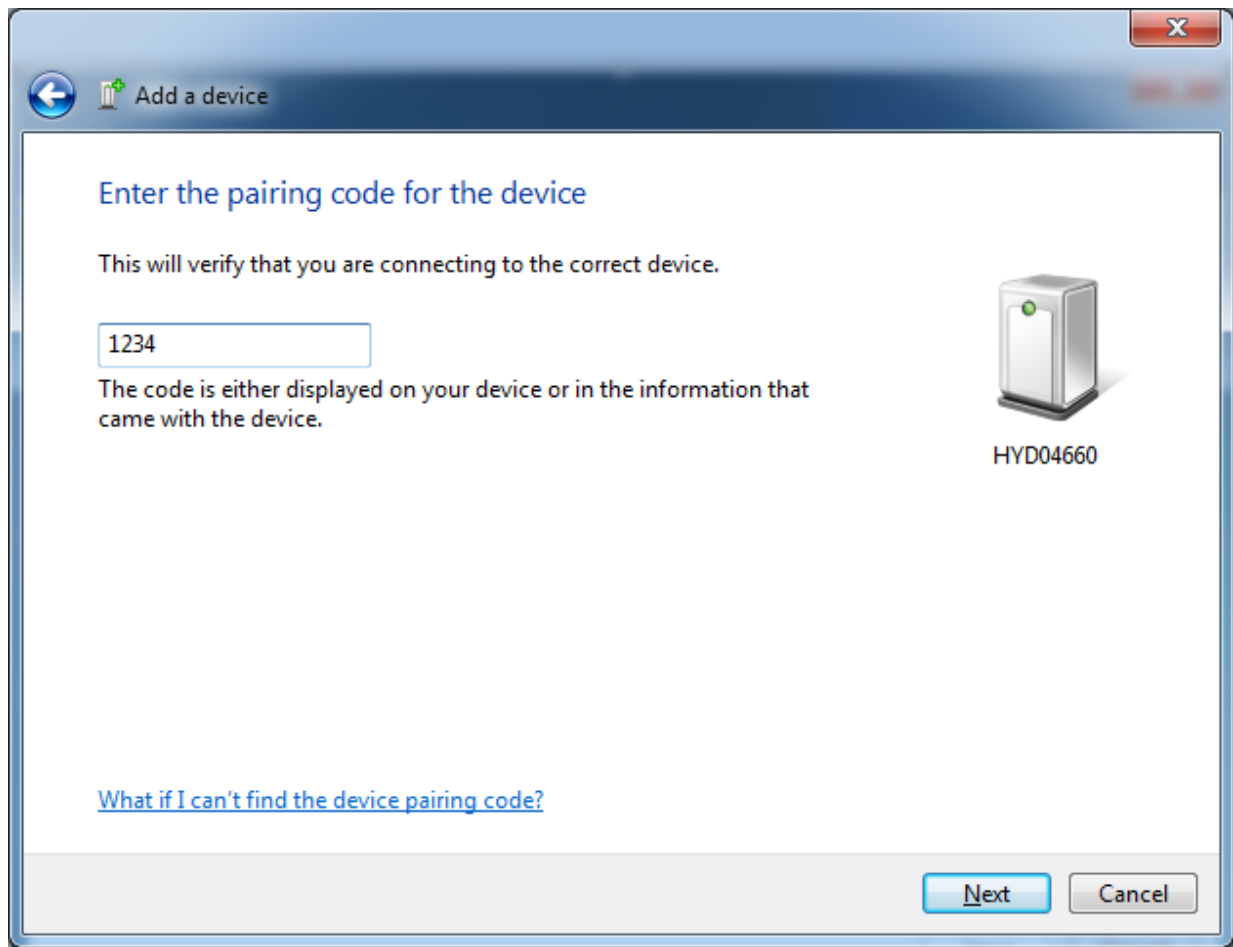 Add a device
Enter the pairing code for the device
This will verify that you are connecting to the correct device.
1234
The code is either displayed on your device or in the information that
came with the device.
HYD04660
What if I can't find the device pairing code?
Next
Cancel